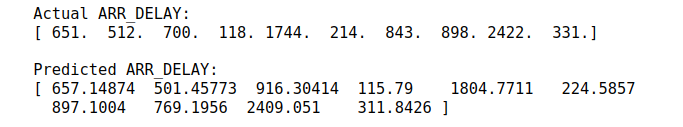 Actual ARR_DELAY:
[ 651.  512.  700.  118. 1744.  214.  843.  898. 2422.  331.]
Predicted ARR_DELAY:
[ 657.14874  501.45773  916.30414  115.79    1804.7711   224.5857
  897.1004   769.1956  2409.051    311.8426 ]